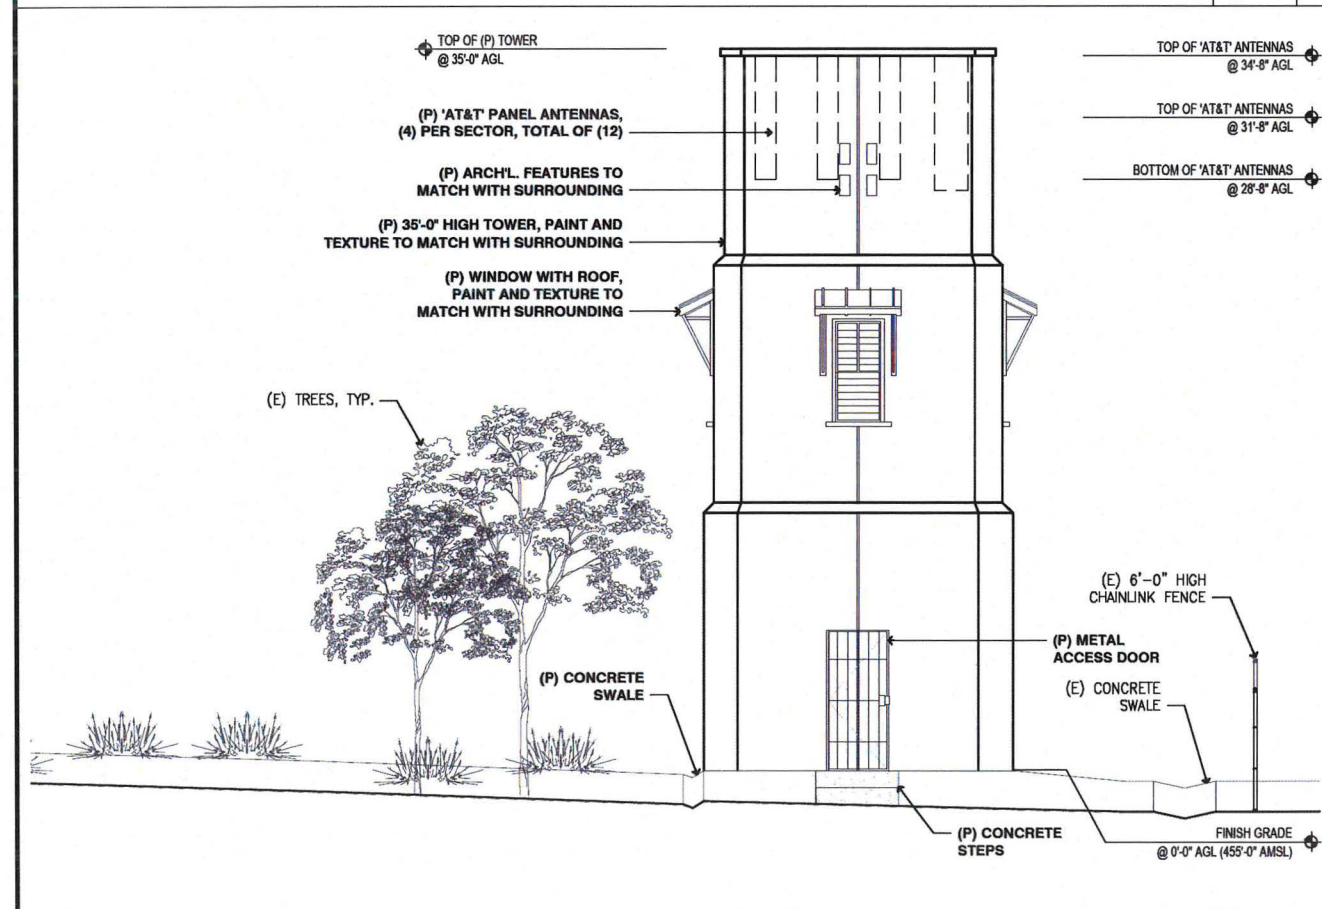 TOP OF (P) TOWER
@ 35'-0" AGL
TOP OF 'AT&T' ANTENNAS
@ 34'-8" AGL
(P) 'AT&T' PANEL ANTENNAS,
(4) PER SECTOR, TOTAL OF (12)
TOP OF 'AT&T' ANTENNAS
@ 31'-8" AGL
(P) ARCH'L. FEATURES TO
MATCH WITH SURROUNDING
BOTTOM OF 'AT&T' ANTENNAS
@ 28'-8" AGL
(P) 35'-0" HIGH TOWER, PAINT AND
TEXTURE TO MATCH WITH SURROUNDING
(P) WINDOW WITH ROOF,
PAINT AND TEXTURE TO
MATCH WITH SURROUNDING
(E) TREES, TYP.
(E) 6'-0" HIGH
CHAINLINK FENCE
(P) METAL
ACCESS DOOR
(P) CONCRETE
SWALE
(E) CONCRETE
SWALE
(P) CONCRETE
STEPS
FINISH GRADE
@ 0'-0" AGL (455'-0" AMSL)